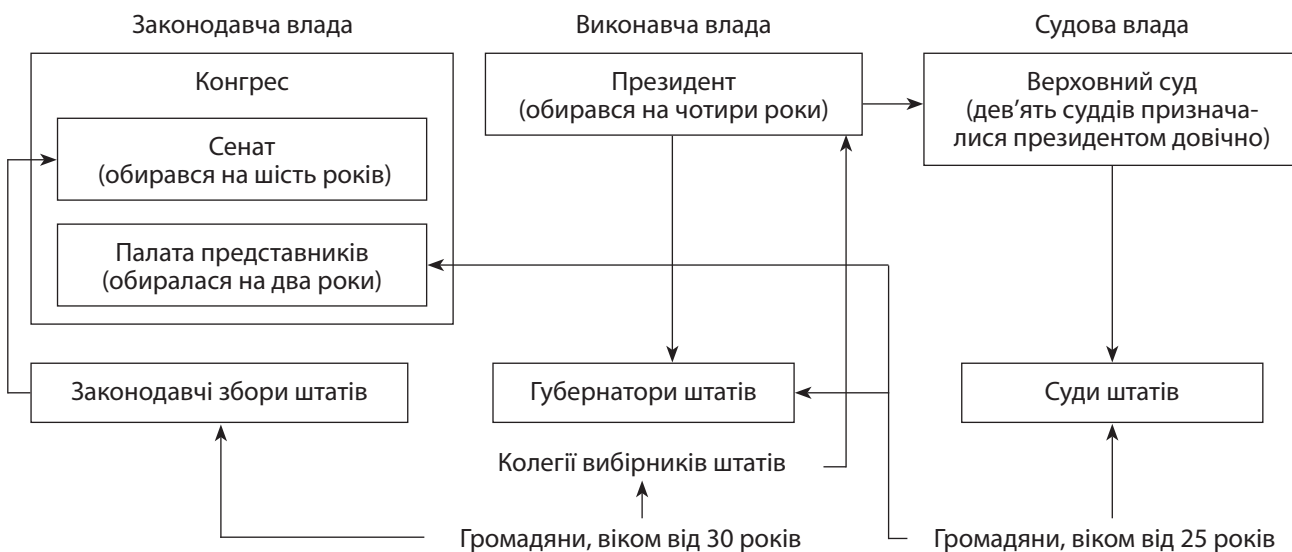 Законодавча влада
Виконавча влада
Судова влада
Конгрес
Сенат
(обирався на шість років)
Палата представників
(обиралася на два роки)
Президент
(обирався на чотири роки)
Верховний суд
(дев’ять суддів признача-
лися президентом довічно)
Законодавчі збори штатів
Губернатори штатів
Суди штатів
Колегії вибірників штатів
Громадяни, віком від 30 років
Громадяни, віком від 25 років